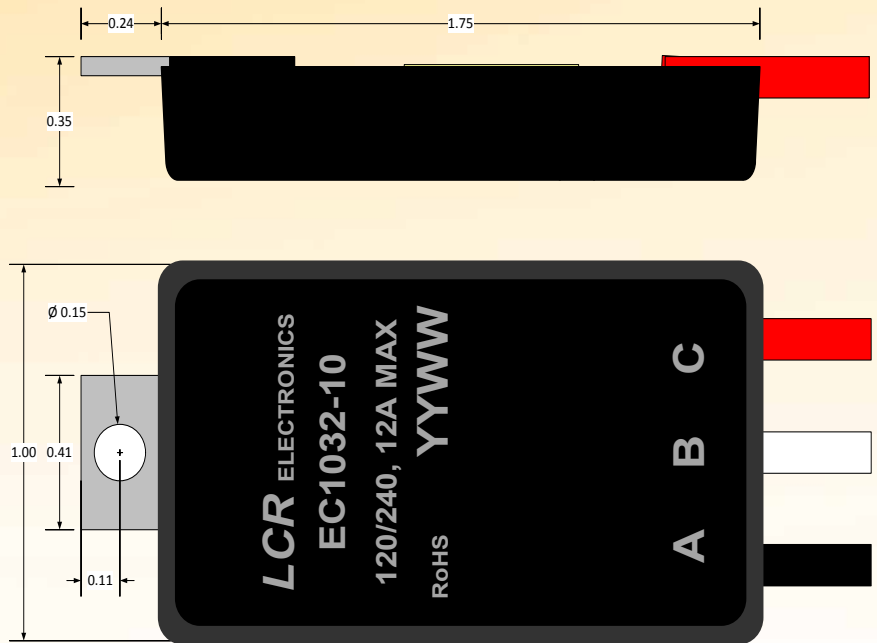 0.24
1.75
0.35
Ø 0.15
1.00
0.41
0.11
LCR ELECTRONICS
EC1032-10
120/240, 12A MAX
RoHS YYWW
A B C